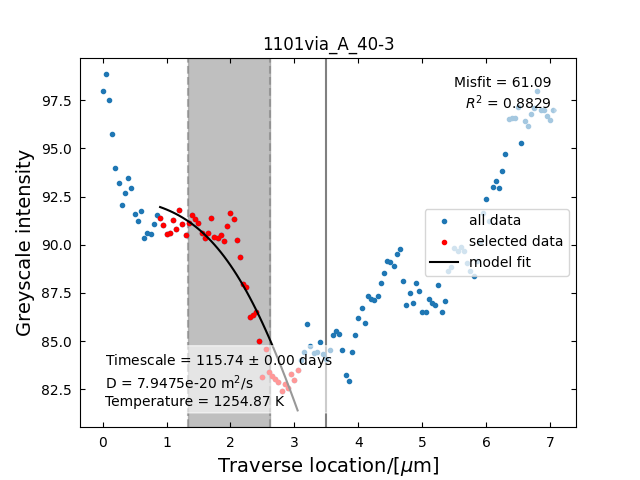 1101via_A_40-3
Misfit = 61.09
R² = 0.8829
97.5
95.0
92.5
90.0
87.5
85.0
82.5
Greyscale intensity
all data
selected data
model fit
Timescale = 115.74 ± 0.00 days
D = 7.9475e-20 m²/s
Temperature = 1254.87 K
0 1 2 3 4 5 6 7
Traverse location/[μm]